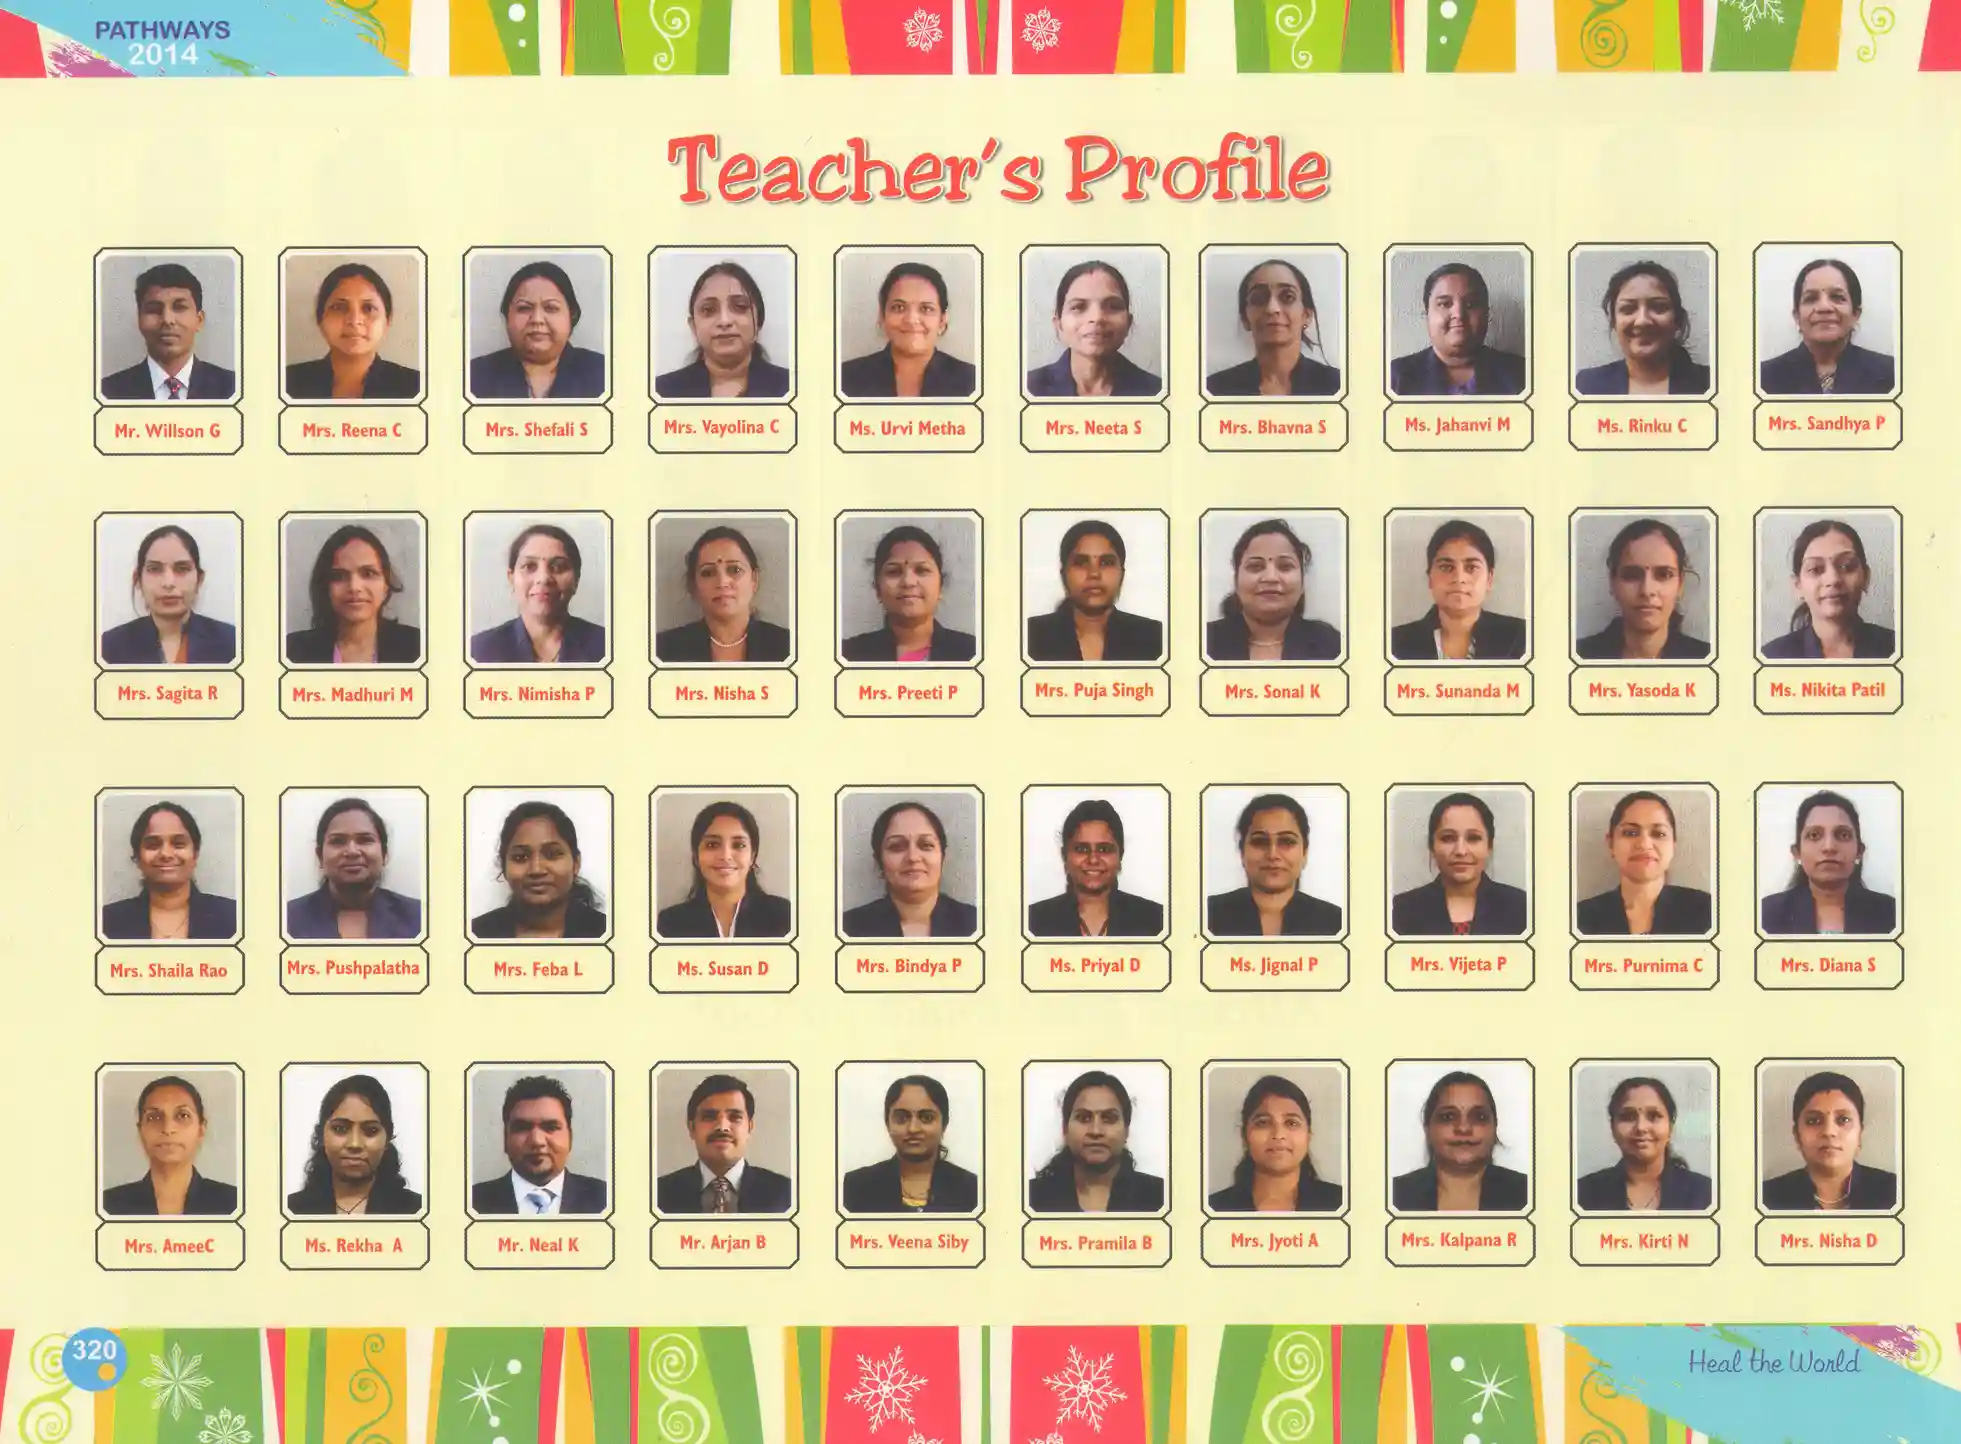 PATHWAYS
2014
Teacher's Profile
Mr. Willson G
Mrs. Reena C
Mrs. Shefali S
Mrs. Vayolina C
Ms. Urvi Metha
Mrs. Neeta S
Mrs. Bhavna S
Ms. Jahanvi M
Ms. Rinku C
Mrs. Sandhya P
Mrs. Sagita R
Mrs. Madhuri M
Mrs. Nimisha P
Mrs. Nisha S
Mrs. Preeti P
Mrs. Puja Singh
Mrs. Sonal K
Mrs. Sunanda M
Mrs. Yasoda K
Ms. Nikita Patil
Mrs. Shaila Rao
Mrs. Pushpalatha
Mrs. Feba L
Ms. Susan D
Mrs. Bindya P
Ms. Priyal D
Ms. Jignal P
Mrs. Vijeta P
Mrs. Purnima C
Mrs. Diana S
Mrs. AmeeC
Ms. Rekha A
Mr. Neal K
Mr. Arjan B
Mrs. Veena Siby
Mrs. Pramila B
Mrs. Jyoti A
Mrs. Kalpana R
Mrs. Kirti N
Mrs. Nisha D
320
Heal the World